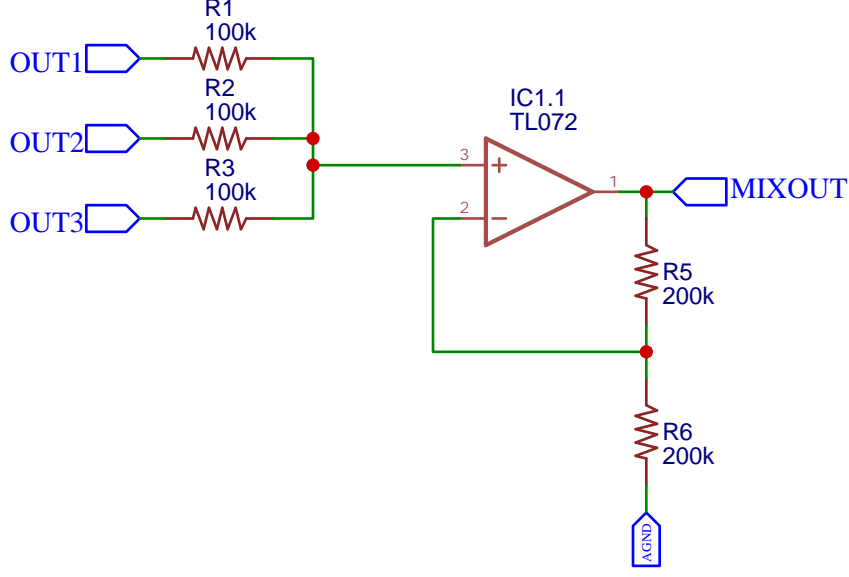 R1
100k
OUT1
R2
100k
OUT2
R3
100k
OUT3
IC1.1
TL072
3
2
1
MIXOUT
R5
200k
R6
200k
AGND